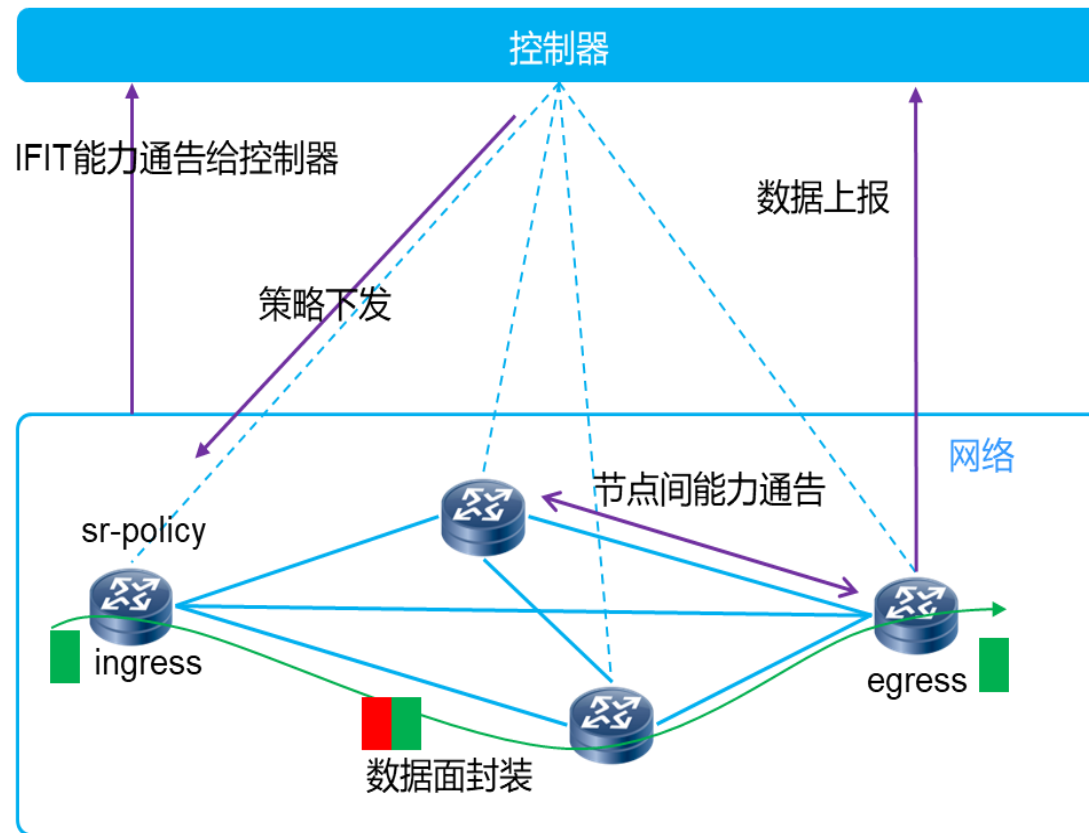 控制器
IFIT能力通告给控制器
数据上报
策略下发
网络
节点间能力通告
sr-policy
ingress
egress
数据面封装